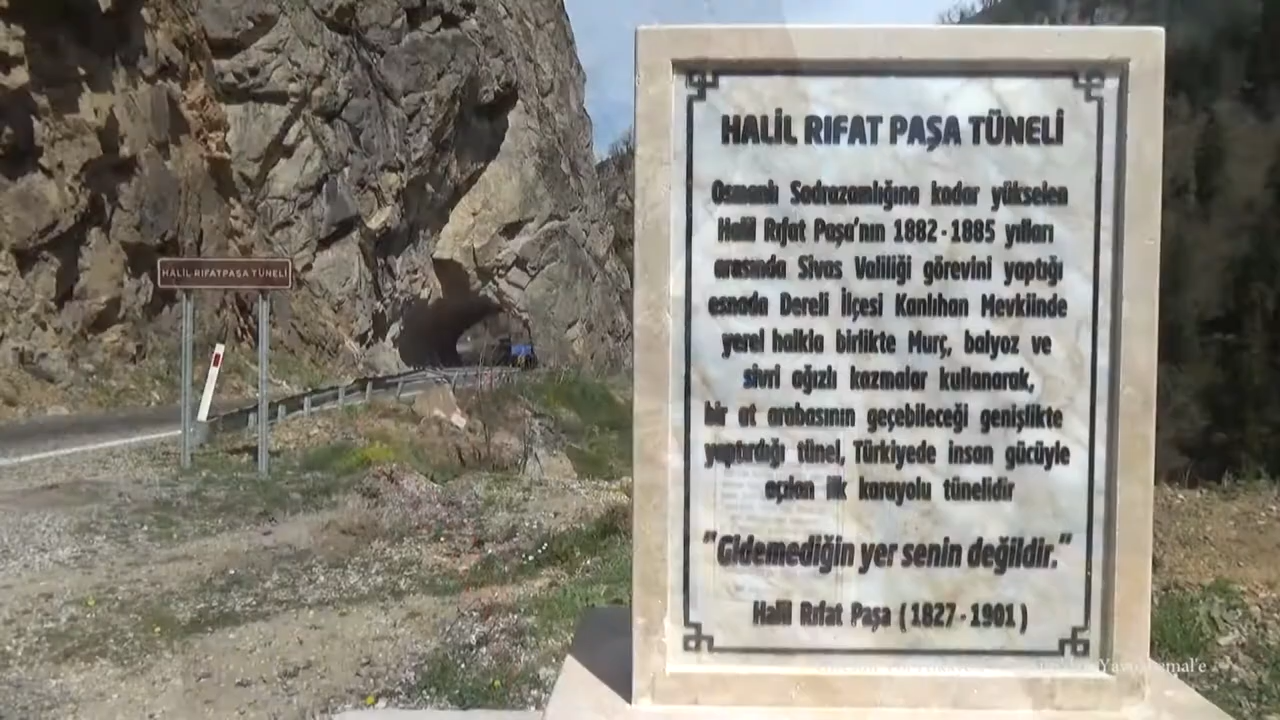 HALİL RIFATPAŞA TÜNELİ
HALİL RIFAT PAŞA TÜNELİ
Osmanlı Sadrazamlığına kadar yükselen
Halil Rıfat Paşa'nın 1882-1885 yılları
arasında Sivas Valiliği görevini yaptığı
esnada Dereli İlçesi Kanlıhan Mevkiinde
yerel halkla birlikte Murç, balyoz ve
sivri ağızlı kazmalar kullanarak,
bir at arabasının geçebileceği genişlikte
yaptırdığı tünel, Türkiyede insan gücüyle
açılan ilk karayolu tünelidir
"Gidemediğin yer senin değildir."
Halil Rıfat Paşa (1827-1901)